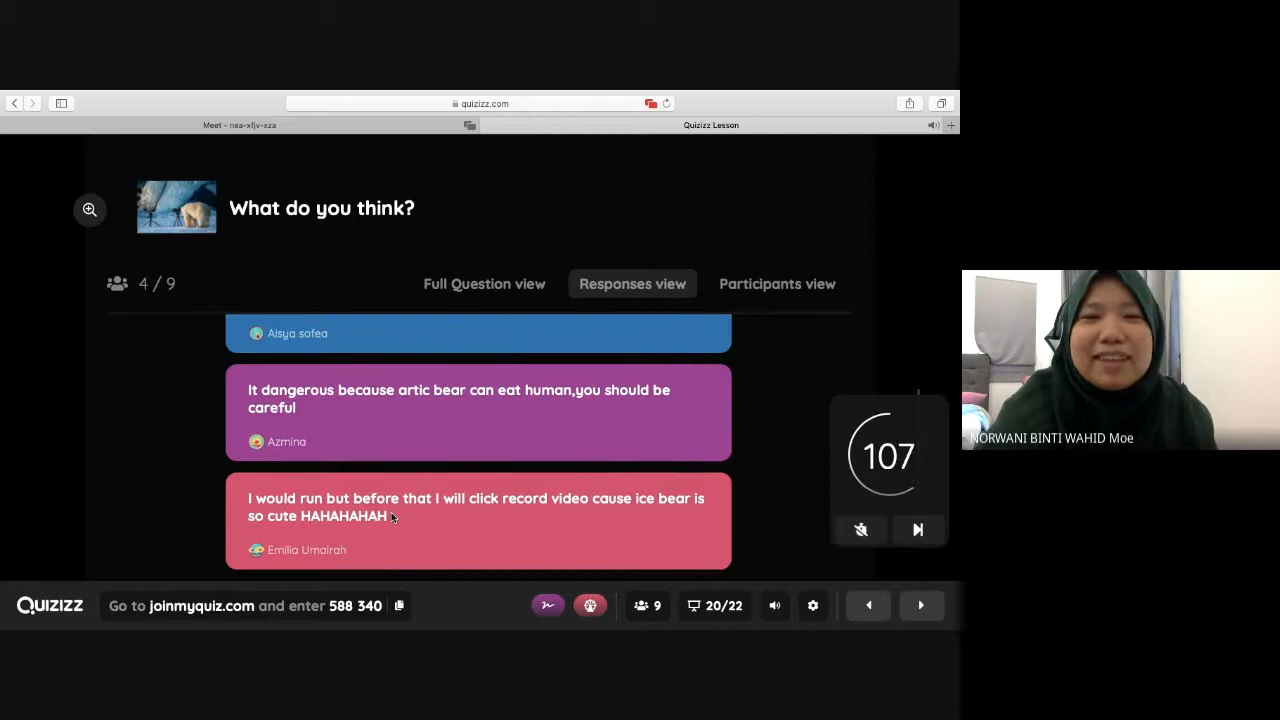 quizizz.com
Meet - nea-xfjv-xza
Quizizz Lesson
What do you think?
4 / 9
Full Question view
Responses view
Participants view
Aisya sofea
It dangerous because artic bear can eat human,you should be
careful
Azmina
I would run but before that I will click record video cause ice bear is
so cute HAHAHAHAH
Emilia Umairah
107
NORWANI BINTI WAHID Moe
QUIZIZZ
Go to joinmyquiz.com and enter 588 340
9
20/22